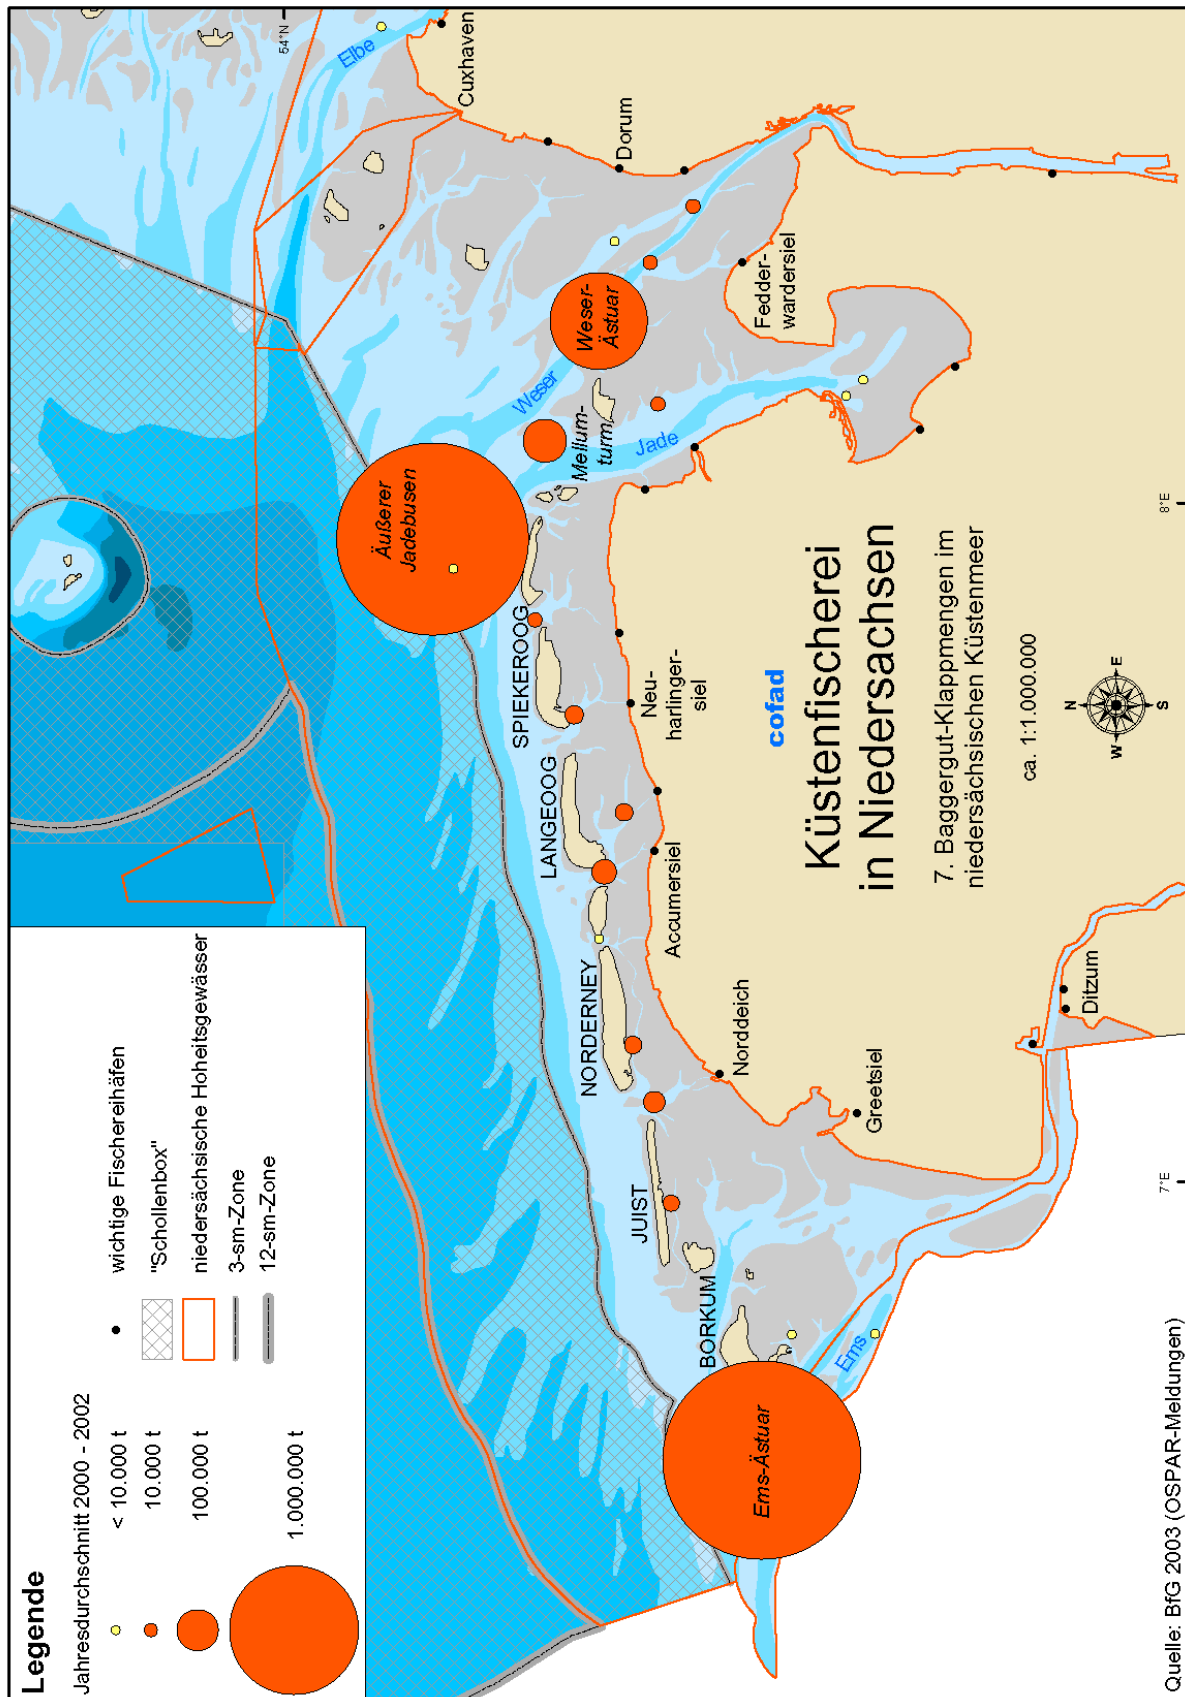 Legende
Jahresdurchschnitt 2000 - 2002
< 10.000 t
10.000 t
100.000 t
1.000.000 t
wichtige Fischereihäfen
"Schollenbox"
niedersächsische Hoheitsgewässer
3-sm-Zone
12-sm-Zone
54°N
Elbe
Cuxhaven
Dorum
Weser-
Ästuar
Fedder-
wardersiel
Weser
Mellum-
turm
Jade
Äußerer
Jadebusen
SPIEKEROOG
Neu-
harlinger-
siel
LANGEOOG
Accumersiel
NORDERNEY
Norddeich
JUIST
Greetsiel
BORKUM
Ems
Ems-Ästuar
Ditzum
8°E
7°E
cofad
Küstenfischerei
in Niedersachsen
7. Baggergut-Klappmengen im
niedersächsischen Küstenmeer
ca. 1:1.000.000
N
W
E
S
Quelle: BfG 2003 (OSPAR-Meldungen)